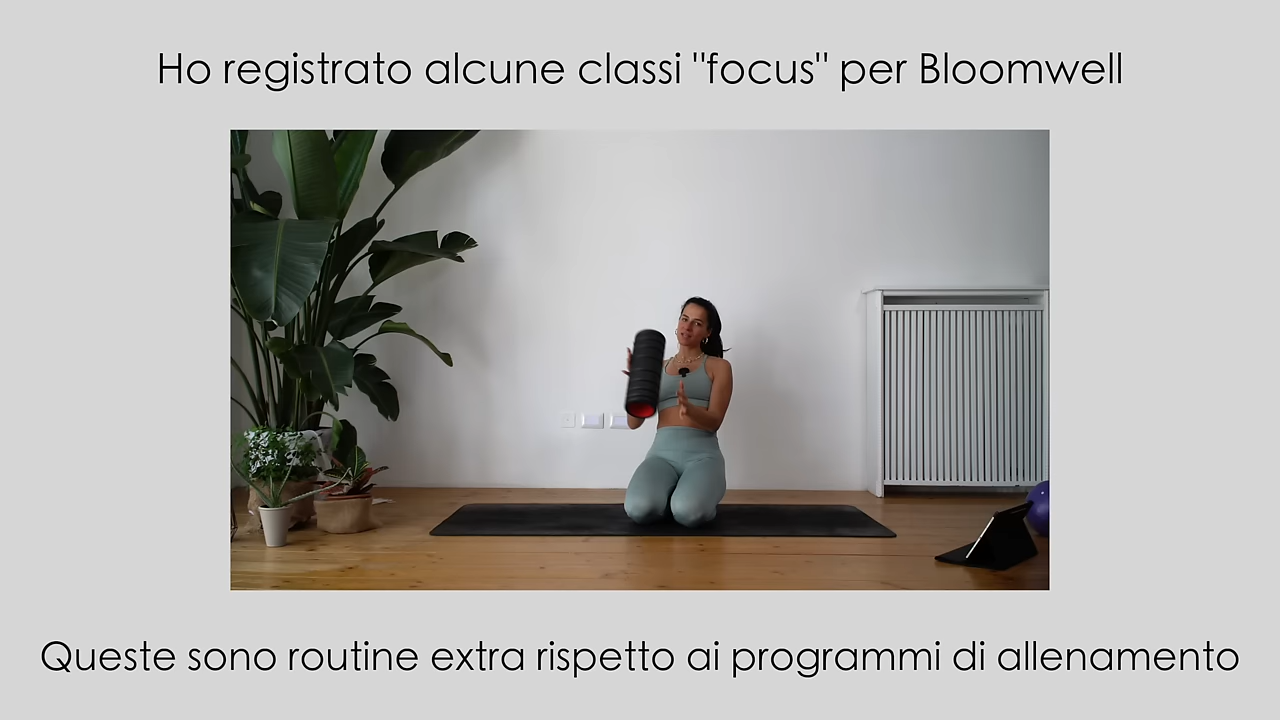 Ho registrato alcune classi "focus" per Bloomwell
Queste sono routine extra rispetto ai programmi di allenamento